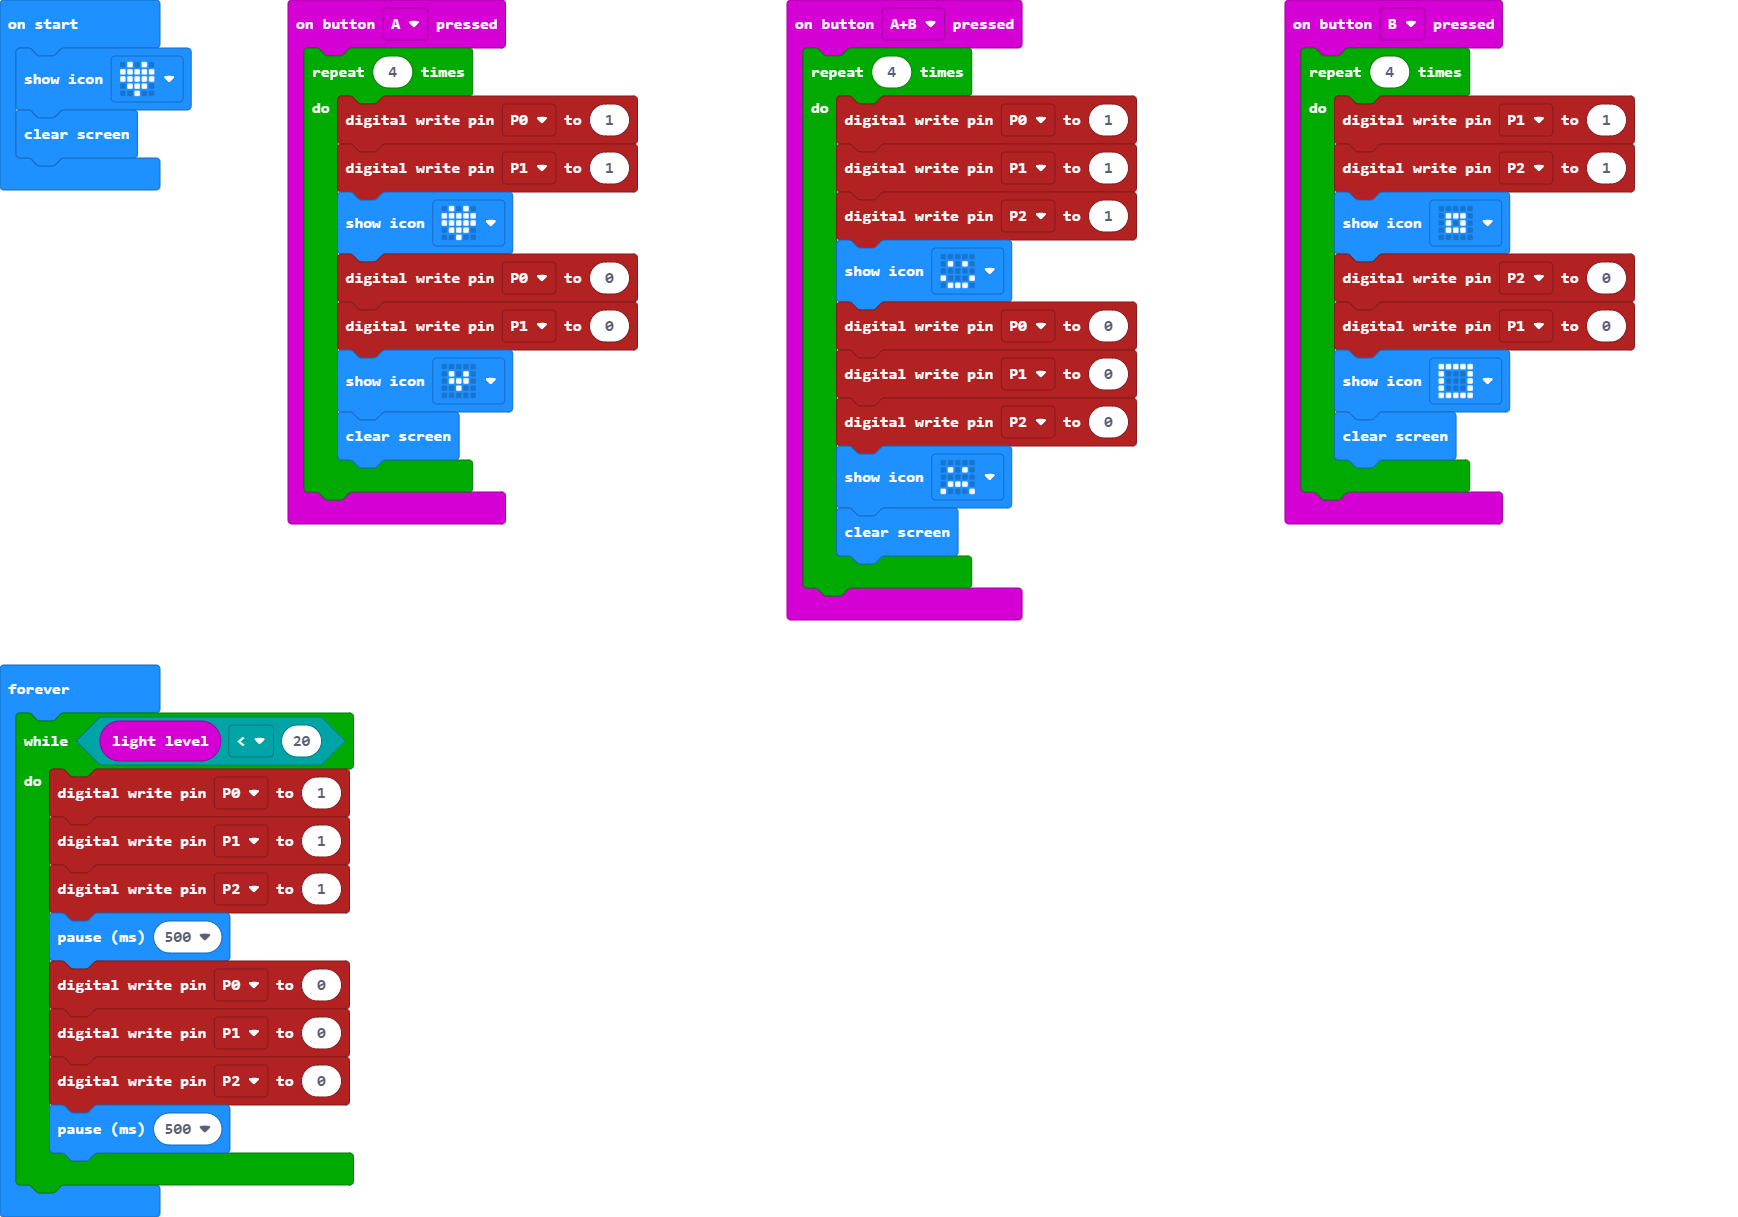 on start
show icon
clear screen
on button A pressed
repeat 4 times
do
digital write pin P0 to 1
digital write pin P1 to 1
show icon
digital write pin P0 to 0
digital write pin P1 to 0
show icon
clear screen
on button A+B pressed
repeat 4 times
do
digital write pin P0 to 1
digital write pin P1 to 1
digital write pin P2 to 1
show icon
digital write pin P0 to 0
digital write pin P1 to 0
digital write pin P2 to 0
show icon
clear screen
on button B pressed
repeat 4 times
do
digital write pin P1 to 1
digital write pin P2 to 1
show icon
digital write pin P2 to 0
digital write pin P1 to 0
show icon
clear screen
forever
while light level < 20
do
digital write pin P0 to 1
digital write pin P1 to 1
digital write pin P2 to 1
pause (ms) 500
digital write pin P0 to 0
digital write pin P1 to 0
digital write pin P2 to 0
pause (ms) 500